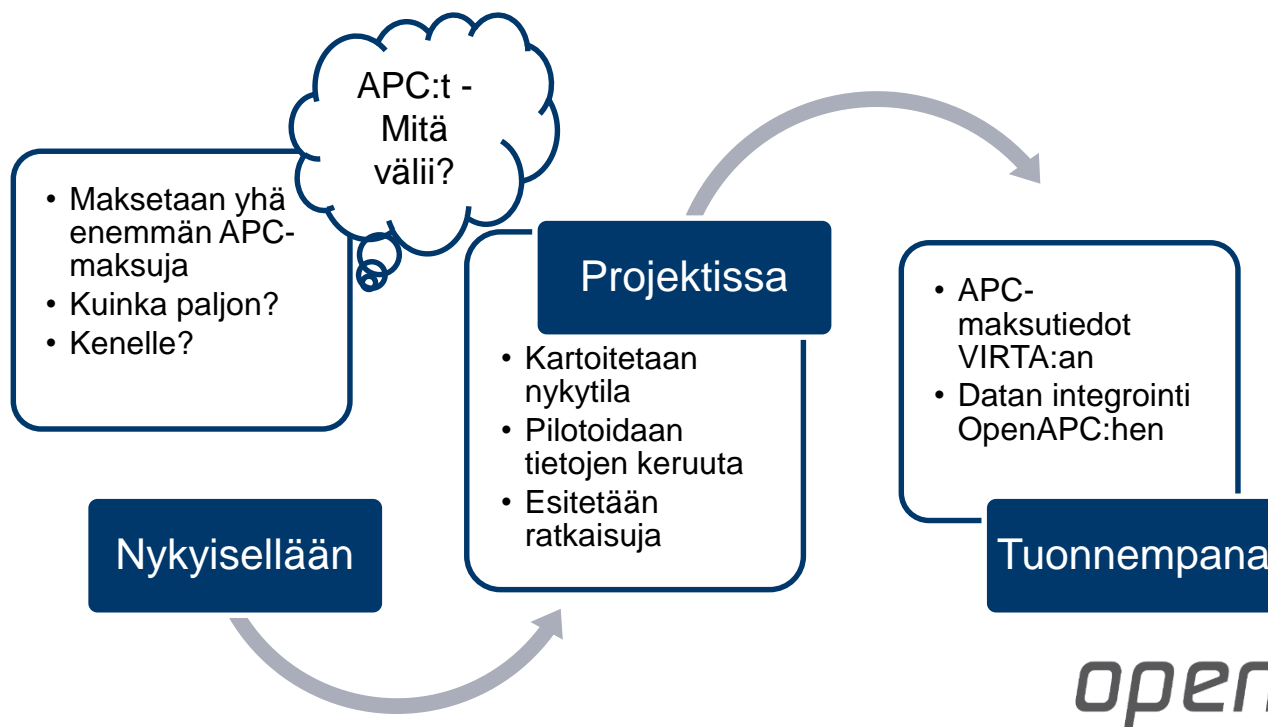 APC:t -
Mitä
välii?
• Maksetaan yhä
enemmän APC-
maksuja
• Kuinka paljon?
• Kenelle?
Nykyisellään
Projektissa
• Kartoitetaan
nykytila
• Pilotoidaan
tietojen keruuta
• Esitetään
ratkaisuja
• APC-
maksutiedot
VIRTA:an
• Datan integrointi
OpenAPC:hen
Tuonnempana
open